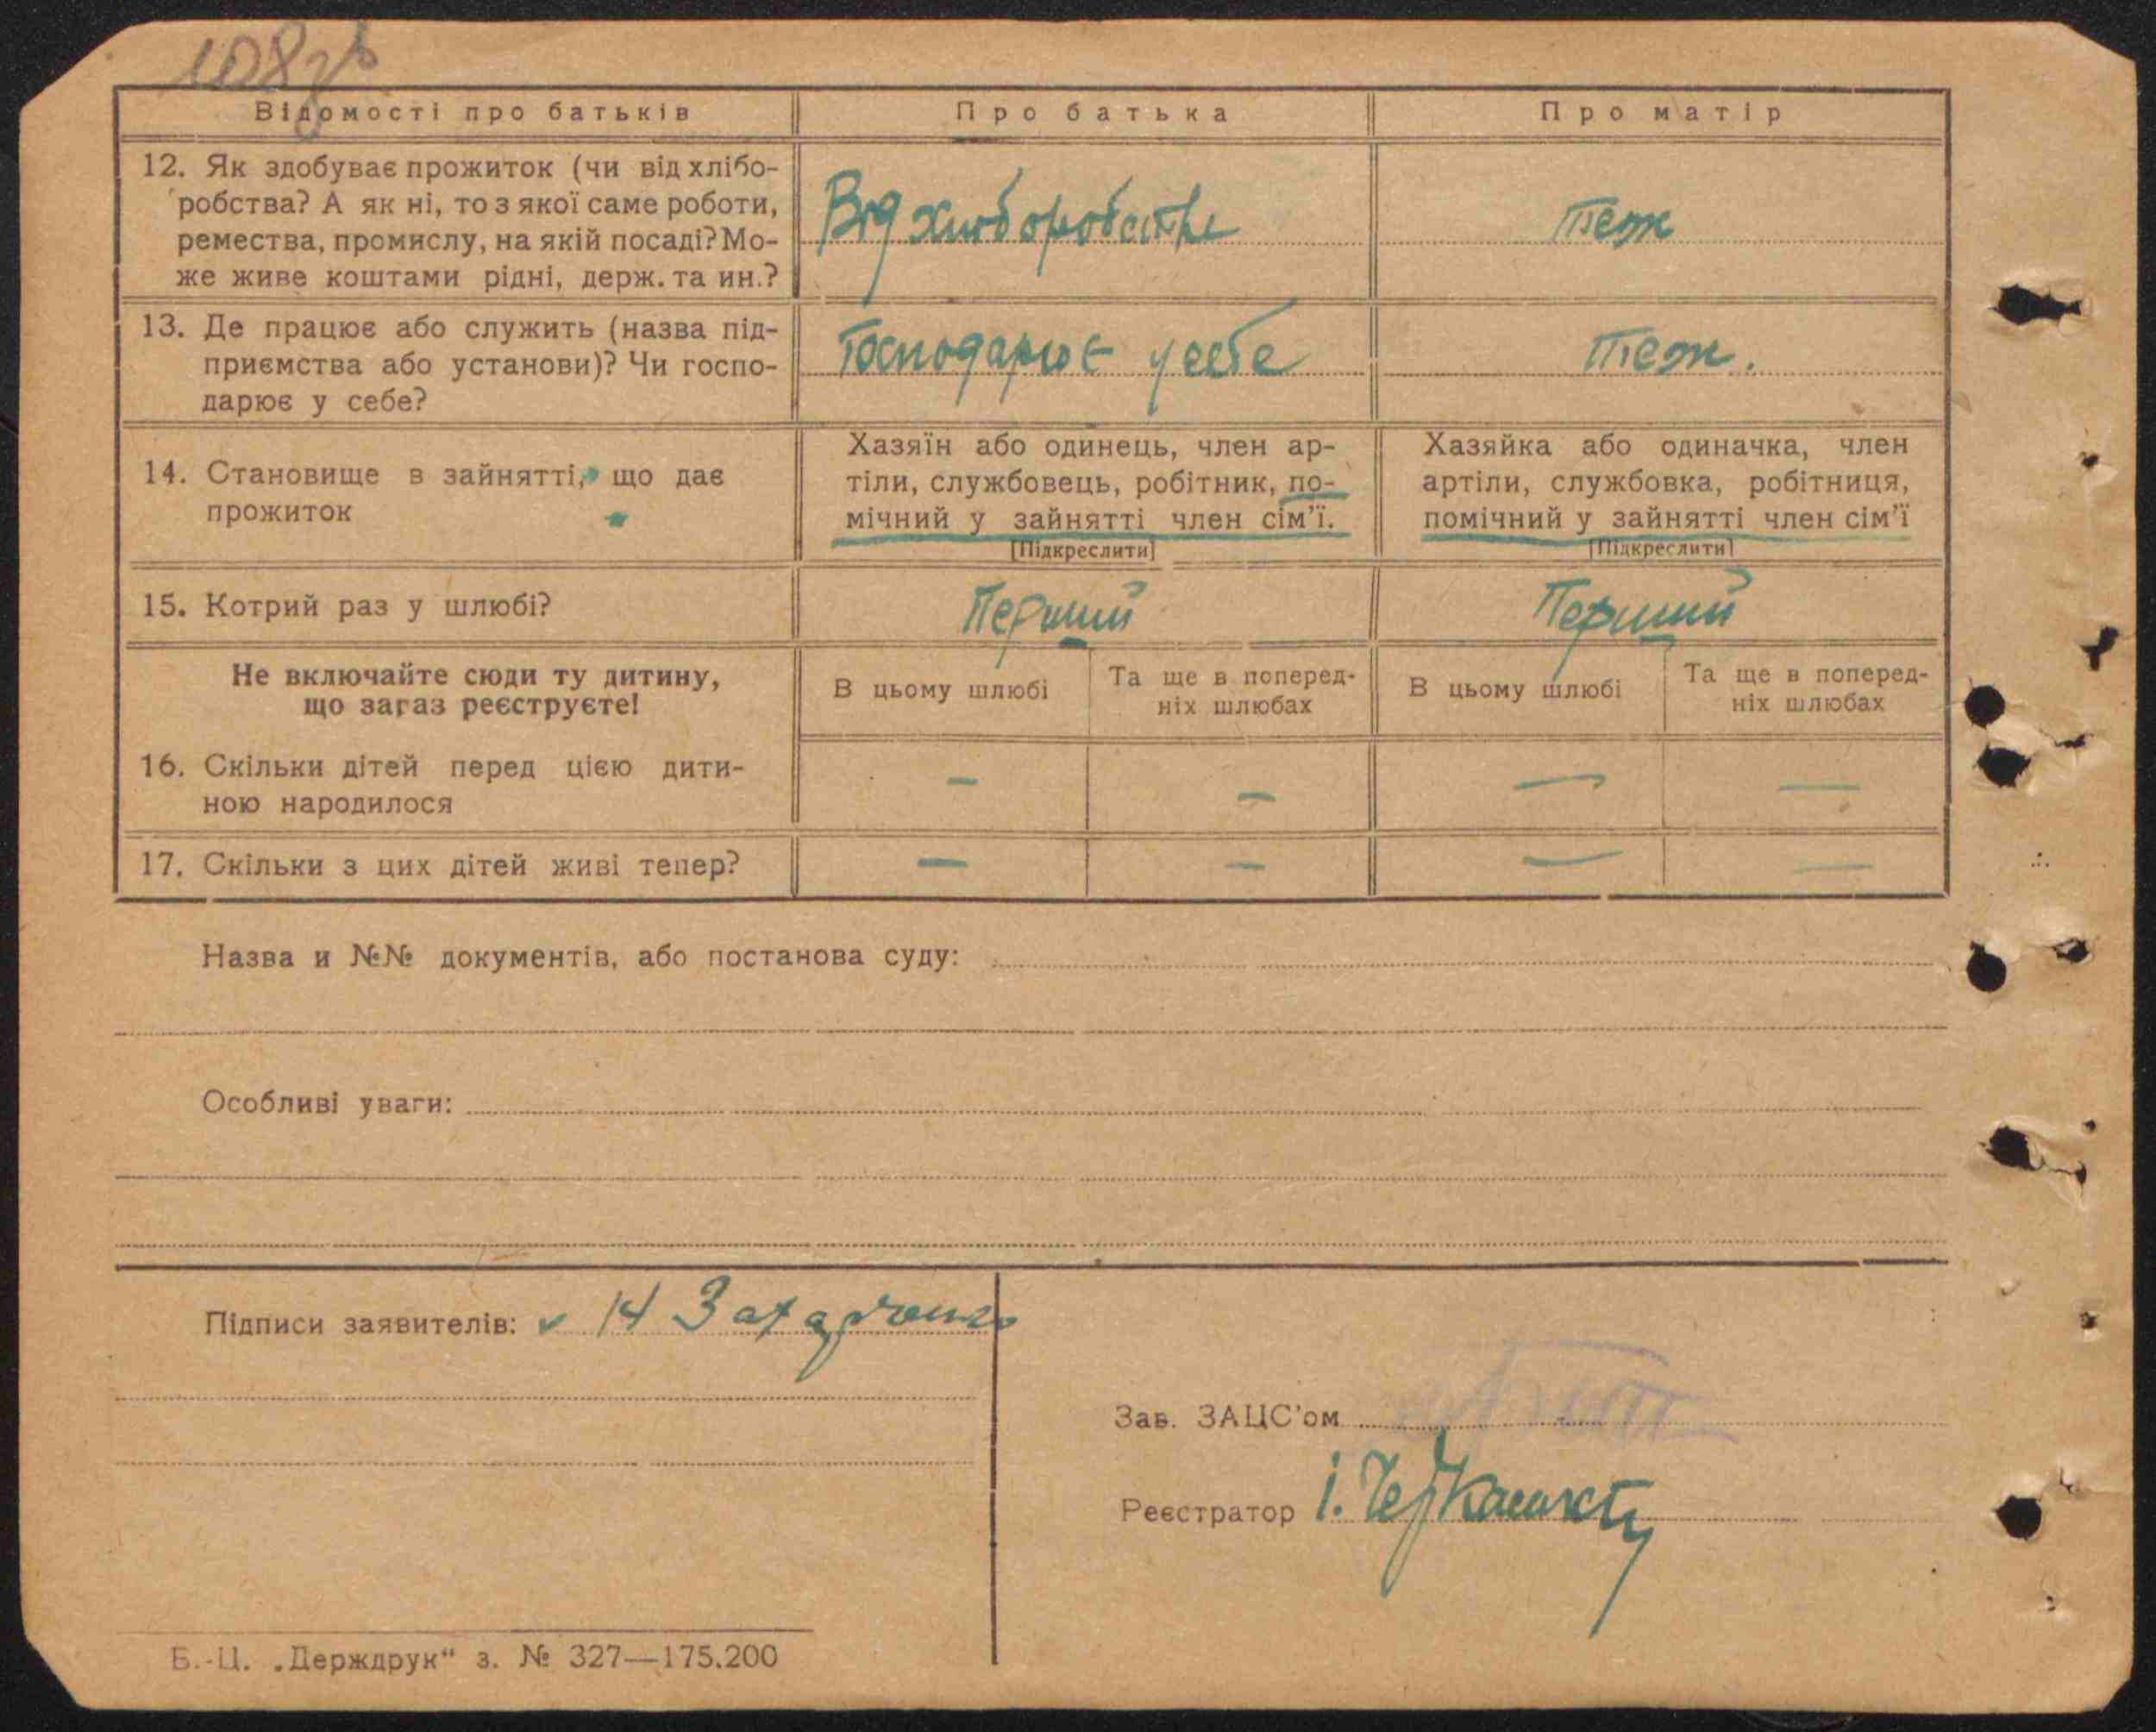 108зв
Відомості про батьків
Про батька
Про матір
12. Як здобуває прожиток (чи від хлібо-
робства? А як ні, то з якої саме роботи,
ремества, промислу, на якій посаді? Мо-
же живе коштами рідні, держ. та ин.?
Від хліборобства
теж
13. Де працює або служить (назва під-
приємства або установи)? Чи госпо-
дарює у себе?
Господарює у себе
теж.
14. Становище в зайнятті, що дає
прожиток
Хазяїн або одинець, член ар-
тіли, службовець, робітник, по-
мічний у зайнятті член сім'ї.
[Підкреслити]
Хазяйка або одиначка, член
артіли, службовка, робітниця,
помічний у зайнятті член сім'ї
[Підкреслити]
15. Котрий раз у шлюбі?
Перший
Перший
Не включайте сюди ту дитину,
що зараз реєструєте!
В цьому шлюбі
Та ще в поперед-
ніх шлюбах
В цьому шлюбі
Та ще в поперед-
ніх шлюбах
16. Скільки дітей перед цією дити-
ною народилося
– – – –
17. Скільки з цих дітей живі тепер?
– – – –
Назва и №№ документів, або постанова суду:
Особливі уваги:
Підписи заявителів: Захарченко
Зав. ЗАЦС'ом
Реєстратор І. Черкаський
Б.-Ц. „Держдрук" з. № 327—175.200